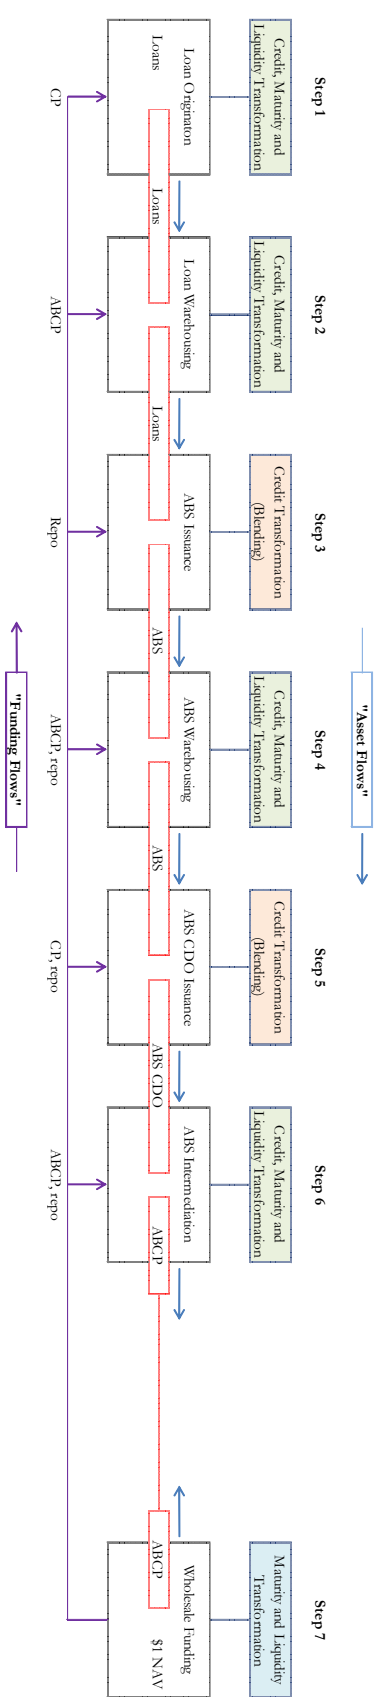 "Asset Flows"
Step 1
Step 2
Step 3
Step 4
Step 5
Step 6
Step 7
Credit, Maturity and
Liquidity Transformation
Credit, Maturity and
Liquidity Transformation
Credit Transformation
(Blending)
Credit, Maturity and
Liquidity Transformation
Credit Transformation
(Blending)
Credit, Maturity and
Liquidity Transformation
Maturity and Liquidity
Transformation
Loan Originaton
Loan Warehousing
ABS Issuance
ABS Warehousing
ABS CDO Issuance
ABS Intermediation
Wholesale Funding
Loans
Loans
Loans
ABS
ABS
ABS CDO
ABCP
ABCP
$1 NAV
CP
ABCP
Repo
ABCP, repo
CP, repo
ABCP, repo
"Funding Flows"